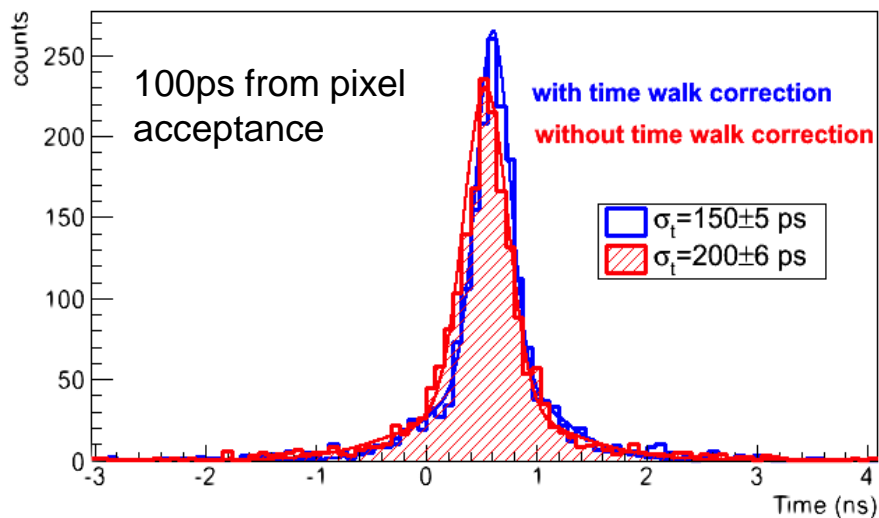 counts
250
200
150
100
50
0
100ps from pixel
acceptance
with time walk correction
without time walk correction
σt=150±5 ps
σt=200±6 ps
-3 -2 -1 0 1 2 3 4
Time (ns)